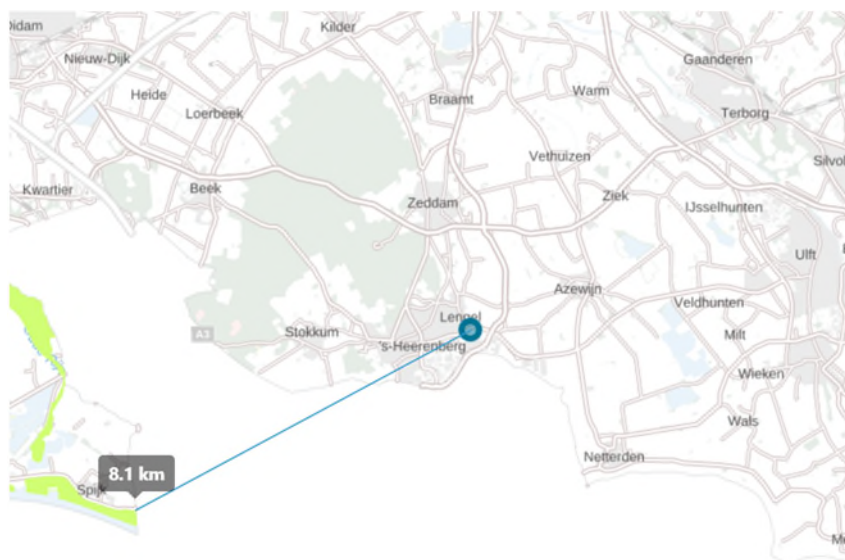 Didam
Kilder
Nieuw-Dijk
Gaanderen
Heide
Braamt
Warm
Loerbeek
Terborg
Vethuizen
Kwartier
Beek
Ziek
Zeddam
IJsselhunten
Ulft
Azewijn
Veldhunten
Lengel
A3
Stokkum
Milt
's-Heerenberg
Wieken
Wals
Netterden
8.1 km
Spijk